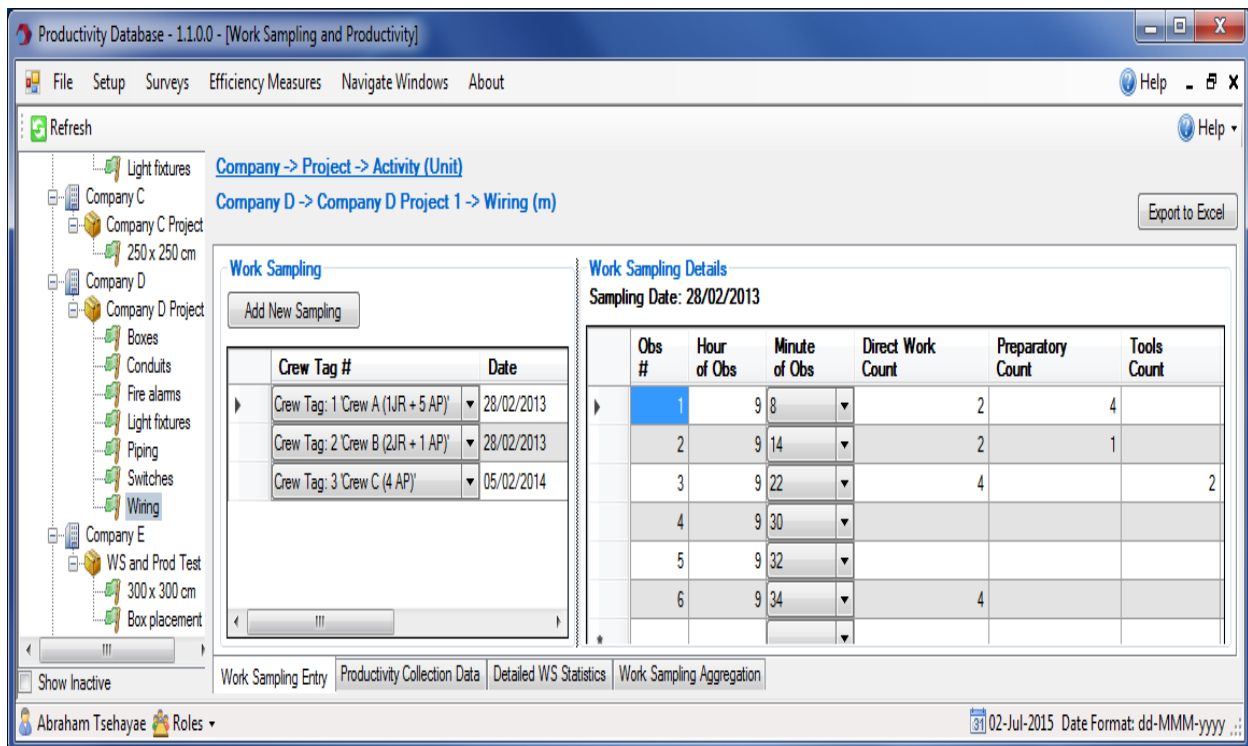 Productivity Database - 1.1.0.0 - [Work Sampling and Productivity]
File Setup Surveys Efficiency Measures Navigate Windows About Help
Refresh Help
Light fixtures
Company C
Company C Project
250 x 250 cm
Company D
Company D Project
Boxes
Conduits
Fire alarms
Light fixtures
Piping
Switches
Wiring
Company E
WS and Prod Test
300 x 300 cm
Box placement
Show Inactive
Company -> Project -> Activity (Unit)
Company D -> Company D Project 1 -> Wiring (m)
Export to Excel
Work Sampling
Add New Sampling
Crew Tag # Date
Crew Tag: 1 'Crew A (1JR + 5 AP)' 28/02/2013
Crew Tag: 2 'Crew B (2JR + 1 AP)' 28/02/2013
Crew Tag: 3 'Crew C (4 AP)' 05/02/2014
Work Sampling Details
Sampling Date: 28/02/2013
Obs Hour Minute Direct Work Preparatory Tools
# of Obs of Obs Count Count Count
1 9 8 2 4
2 9 14 2 1
3 9 22 4 2
4 9 30
5 9 32
6 9 34 4
*
Work Sampling Entry Productivity Collection Data Detailed WS Statistics Work Sampling Aggregation
Abraham Tsehayae Roles 31 02-Jul-2015 Date Format: dd-MMM-yyyy